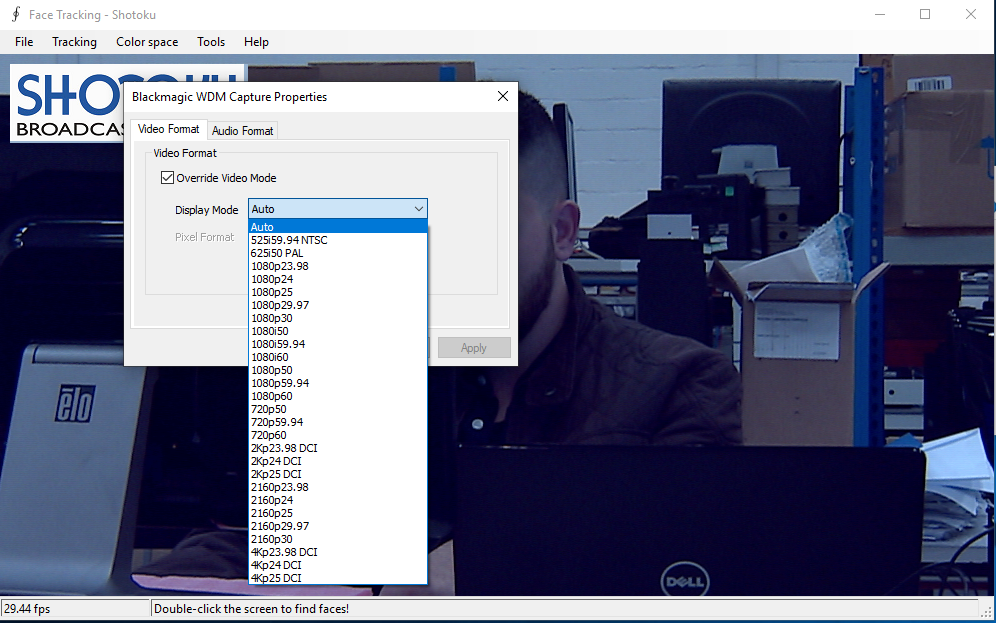 Face Tracking - Shotoku
File Tracking Color space Tools Help
SHOTOKU
BROADCAS
Blackmagic WDM Capture Properties
Video Format Audio Format
Video Format
Override Video Mode
Display Mode Auto
Pixel Format
Auto
525i59.94 NTSC
625i50 PAL
1080p23.98
1080p24
1080p25
1080p29.97
1080p30
1080i50
1080i59.94
1080i60
1080p50
1080p59.94
1080p60
720p50
720p59.94
720p60
2Kp23.98 DCI
2Kp24 DCI
2Kp25 DCI
2160p23.98
2160p24
2160p25
2160p29.97
2160p30
4Kp23.98 DCI
4Kp24 DCI
4Kp25 DCI
Apply
elo
DELL
29.44 fps
Double-click the screen to find faces!